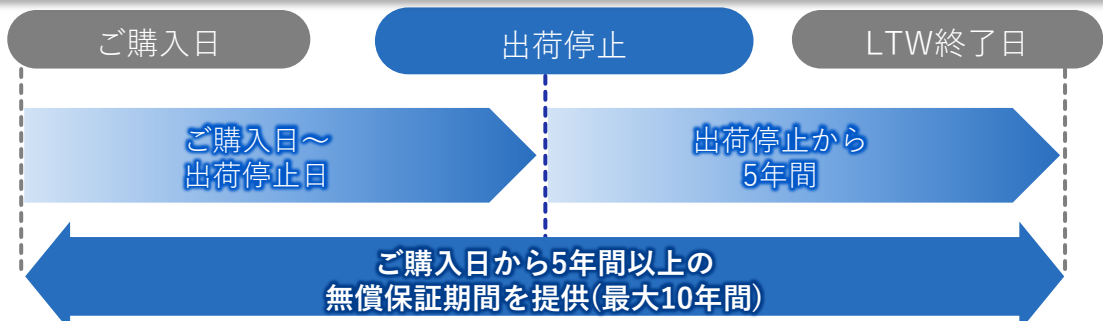 ご購入日
出荷停止
LTW終了日
ご購入日～
出荷停止日
出荷停止から
5年間
ご購入日から5年間以上の
無償保証期間を提供(最大10年間)